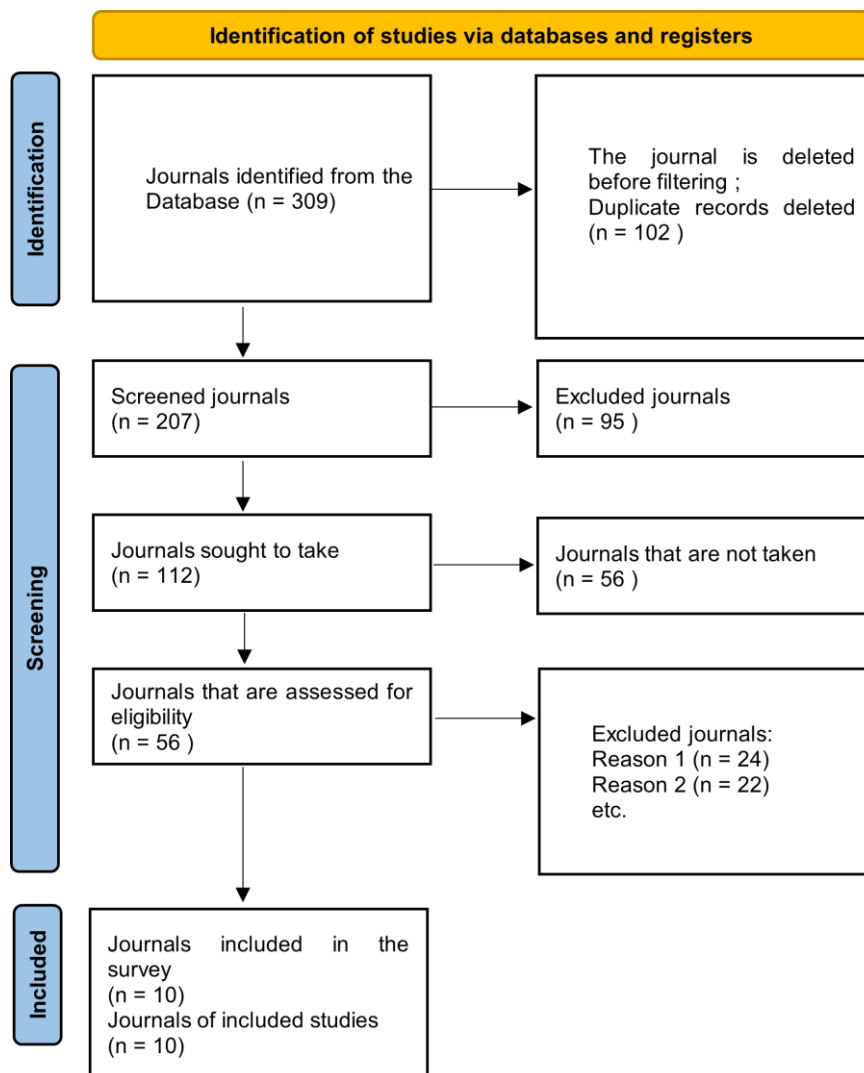 Identification of studies via databases and registers
Identification
Journals identified from the
Database (n = 309)
The journal is deleted
before filtering ;
Duplicate records deleted
(n = 102 )
Screening
Screened journals
(n = 207)
Excluded journals
(n = 95 )
Journals sought to take
(n = 112)
Journals that are not taken
(n = 56 )
Journals that are assessed for
eligibility
(n = 56 )
Excluded journals:
Reason 1 (n = 24)
Reason 2 (n = 22)
etc.
Included
Journals included in the
survey
(n = 10)
Journals of included studies
(n = 10)